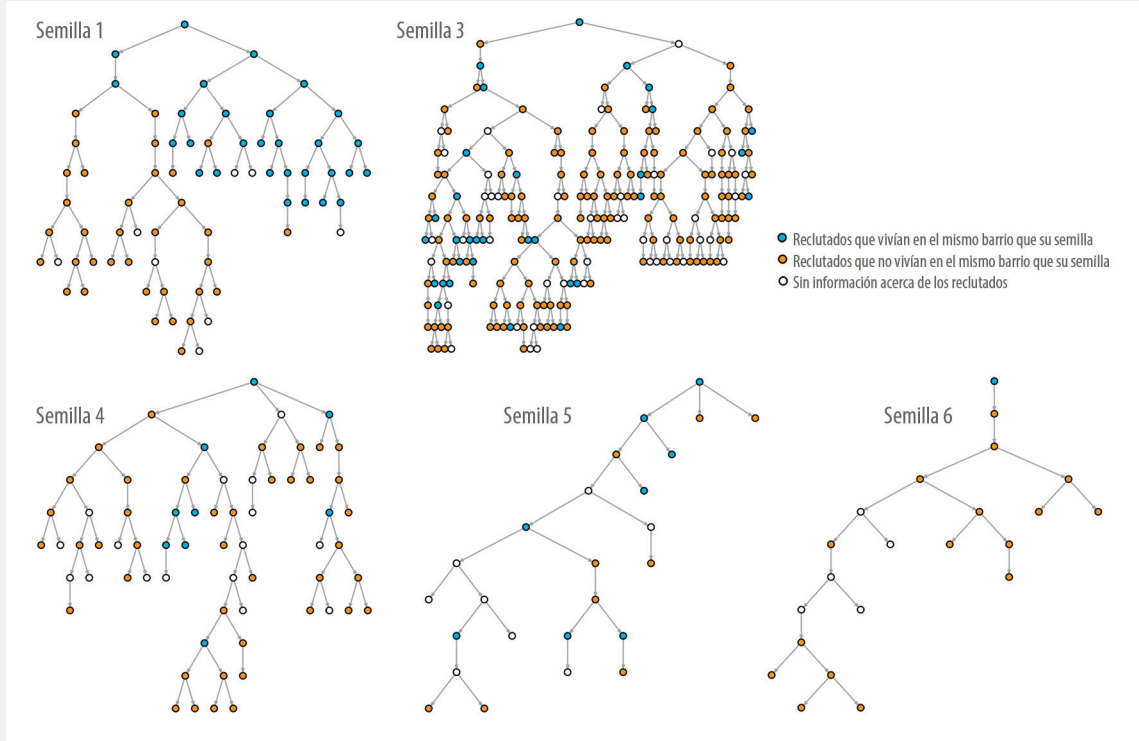 Semilla 1
Semilla 3
Reclutados que vivían en el mismo barrio que su semilla
Reclutados que no vivían en el mismo barrio que su semilla
Sin información acerca de los reclutados
Semilla 4
Semilla 5
Semilla 6